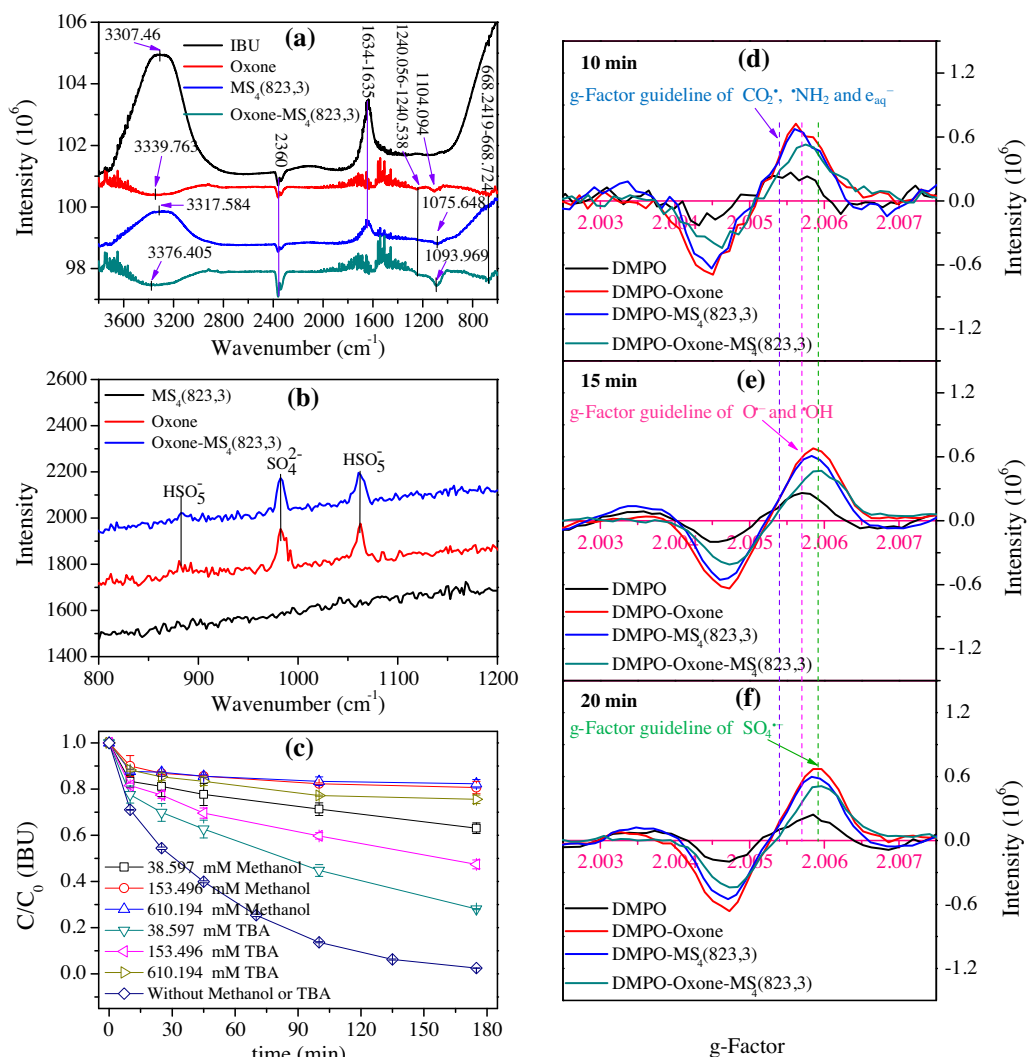 (a)
106
104
102
100
98
Intensity (10⁶)
3307.46
IBU
Oxone
MS₄(823,3)
Oxone-MS₄(823,3)
2360
1634-1635
1240.056-1240.538
1104.094
668.2419-668.724
3339.763
3317.584
3376.405
1075.648
1093.969
3600 3000 2400 2000 1600 1200 800
Wavenumber (cm⁻¹)
(b)
2600
2400
2200
2000
1800
1600
1400
Intensity
MS₄(823,3)
Oxone
Oxone-MS₄(823,3)
HSO₅⁻
SO₄²⁻
HSO₅⁻
800 900 1000 1100 1200
Wavenumber (cm⁻¹)
(c)
1.0
0.8
0.6
0.4
0.2
0.0
C/C₀ (IBU)
38.597 mM Methanol
153.496 mM Methanol
610.194 mM Methanol
38.597 mM TBA
153.496 mM TBA
610.194 mM TBA
Without Methanol or TBA
0 30 60 90 120 150 180
time (min)
10 min
(d)
g-Factor guideline of CO₂•, •NH₂ and eₐq⁻
2.003 2.004 2.005 2.006 2.007
DMPO
DMPO-Oxone
DMPO-MS₄(823,3)
DMPO-Oxone-MS₄(823,3)
1.2
0.6
0.0
-0.6
-1.2
Intensity (10⁶)
15 min
(e)
g-Factor guideline of O•⁻ and •OH
2.003 2.004 2.005 2.006 2.007
DMPO
DMPO-Oxone
DMPO-MS₄(823,3)
DMPO-Oxone-MS₄(823,3)
1.2
0.6
0.0
-0.6
-1.2
Intensity (10⁶)
20 min
(f)
g-Factor guideline of SO₄•⁻
2.003 2.004 2.005 2.006 2.007
DMPO
DMPO-Oxone
DMPO-MS₄(823,3)
DMPO-Oxone-MS₄(823,3)
1.2
0.6
0.0
-0.6
-1.2
Intensity (10⁶)
g-Factor